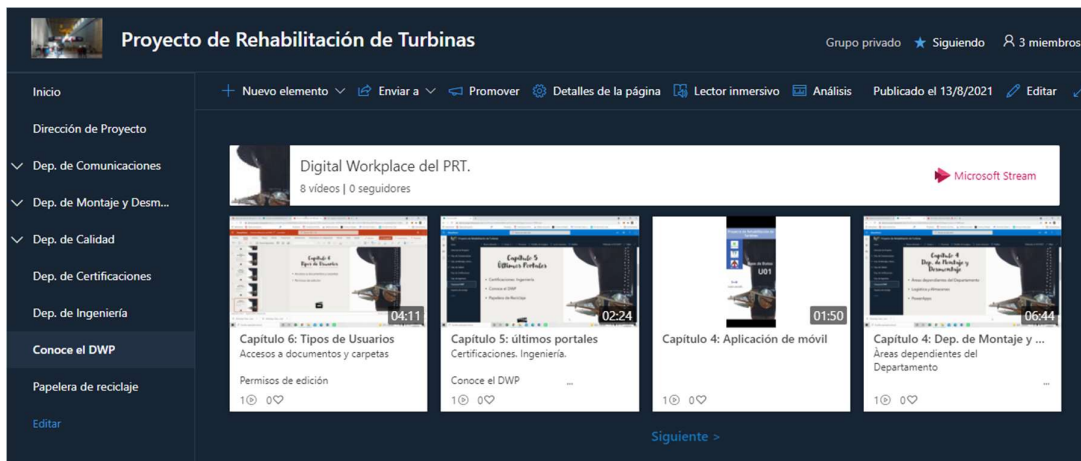 Proyecto de Rehabilitación de Turbinas
Grupo privado ★ Siguiendo 3 miembros
Inicio
Dirección de Proyecto
Dep. de Comunicaciones
Dep. de Montaje y Desm...
Dep. de Calidad
Dep. de Certificaciones
Dep. de Ingeniería
Conoce el DWP
Papelera de reciclaje
Editar
+ Nuevo elemento Enviar a Promover Detalles de la página Lector inmersivo Análisis Publicado el 13/8/2021 Editar
Digital Workplace del PRT.
8 vídeos | 0 seguidores
Microsoft Stream
Capítulo 6
Tipos de Usuarios
04:11
Capítulo 6: Tipos de Usuarios
Accesos a documentos y carpetas
Permisos de edición
1 0
Capítulo 5
Últimos Portales
02:24
Capítulo 5: últimos portales
Certificaciones. Ingeniería.
Conoce el DWP ...
1 0
U01
01:50
Capítulo 4: Aplicación de móvil
1 0
Capítulo 4
Dep. de Montaje y
Desmontaje
06:44
Capítulo 4: Dep. de Montaje y ...
Àreas dependientes del
Departamento
...
1 0
Siguiente >